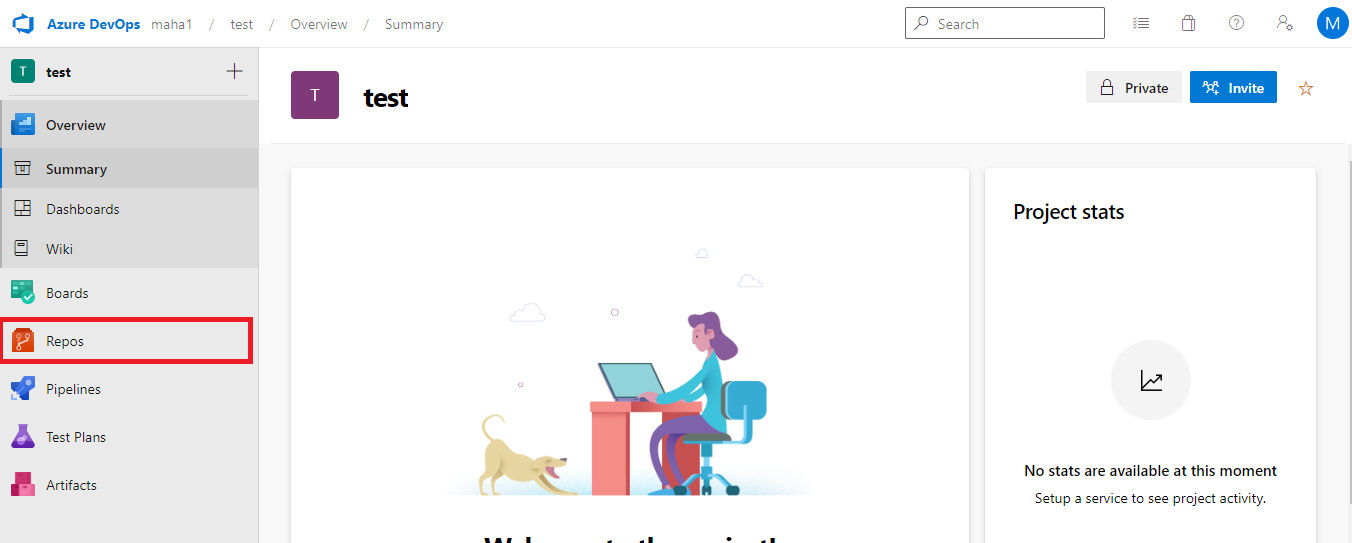 Azure DevOps maha1 / test / Overview / Summary
Search
M
T test
T
test
Private
Invite
Overview
Summary
Dashboards
Wiki
Boards
Repos
Pipelines
Test Plans
Artifacts
Project stats
No stats are available at this moment
Setup a service to see project activity.